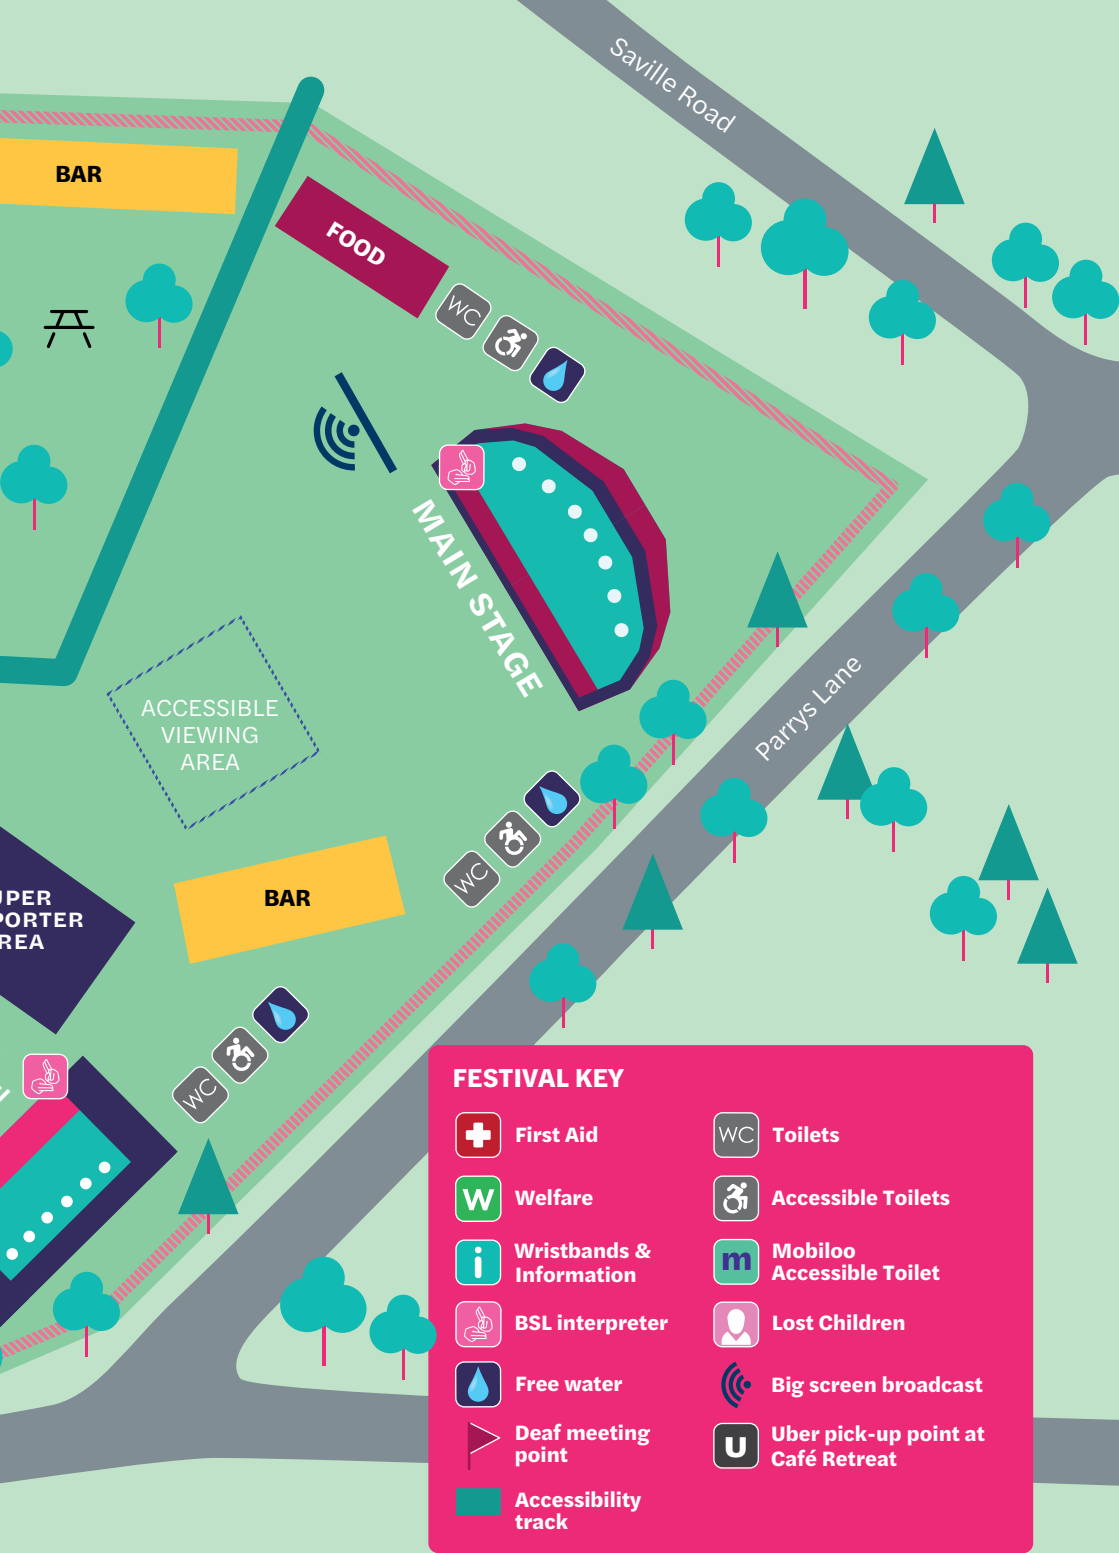 Saville Road
BAR
FOOD
WC
MAIN STAGE
ACCESSIBLE
VIEWING
AREA
Parrys Lane
WC
BAR
UPER
PORTER
REA
WC
FESTIVAL KEY
First Aid
W Welfare
i Wristbands &
Information
BSL interpreter
Free water
Deaf meeting
point
Accessibility
track
WC Toilets
Accessible Toilets
m Mobiloo
Accessible Toilet
Lost Children
Big screen broadcast
U Uber pick-up point at
Café Retreat